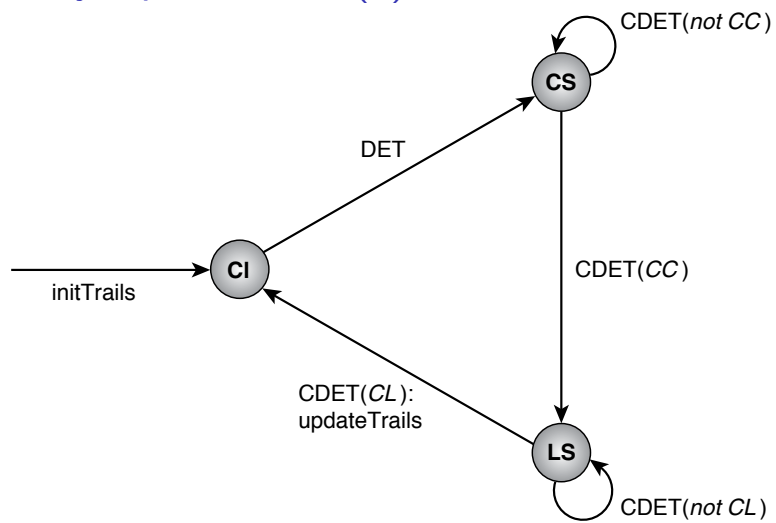 CDET(not CC)
CS
DET
CI
CDET(CC)
initTrails
CDET(CL):
updateTrails
LS
CDET(not CL)